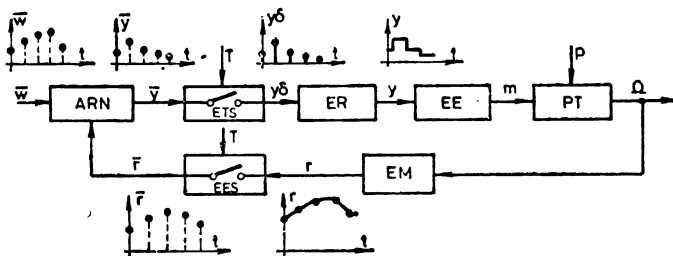 w̅ y̅ yδ y
t t T t t p
w̅ ARN y̅ ETS yδ ER y EE m PT Ω
T
r̅ EES r EM
r̅ r
t t